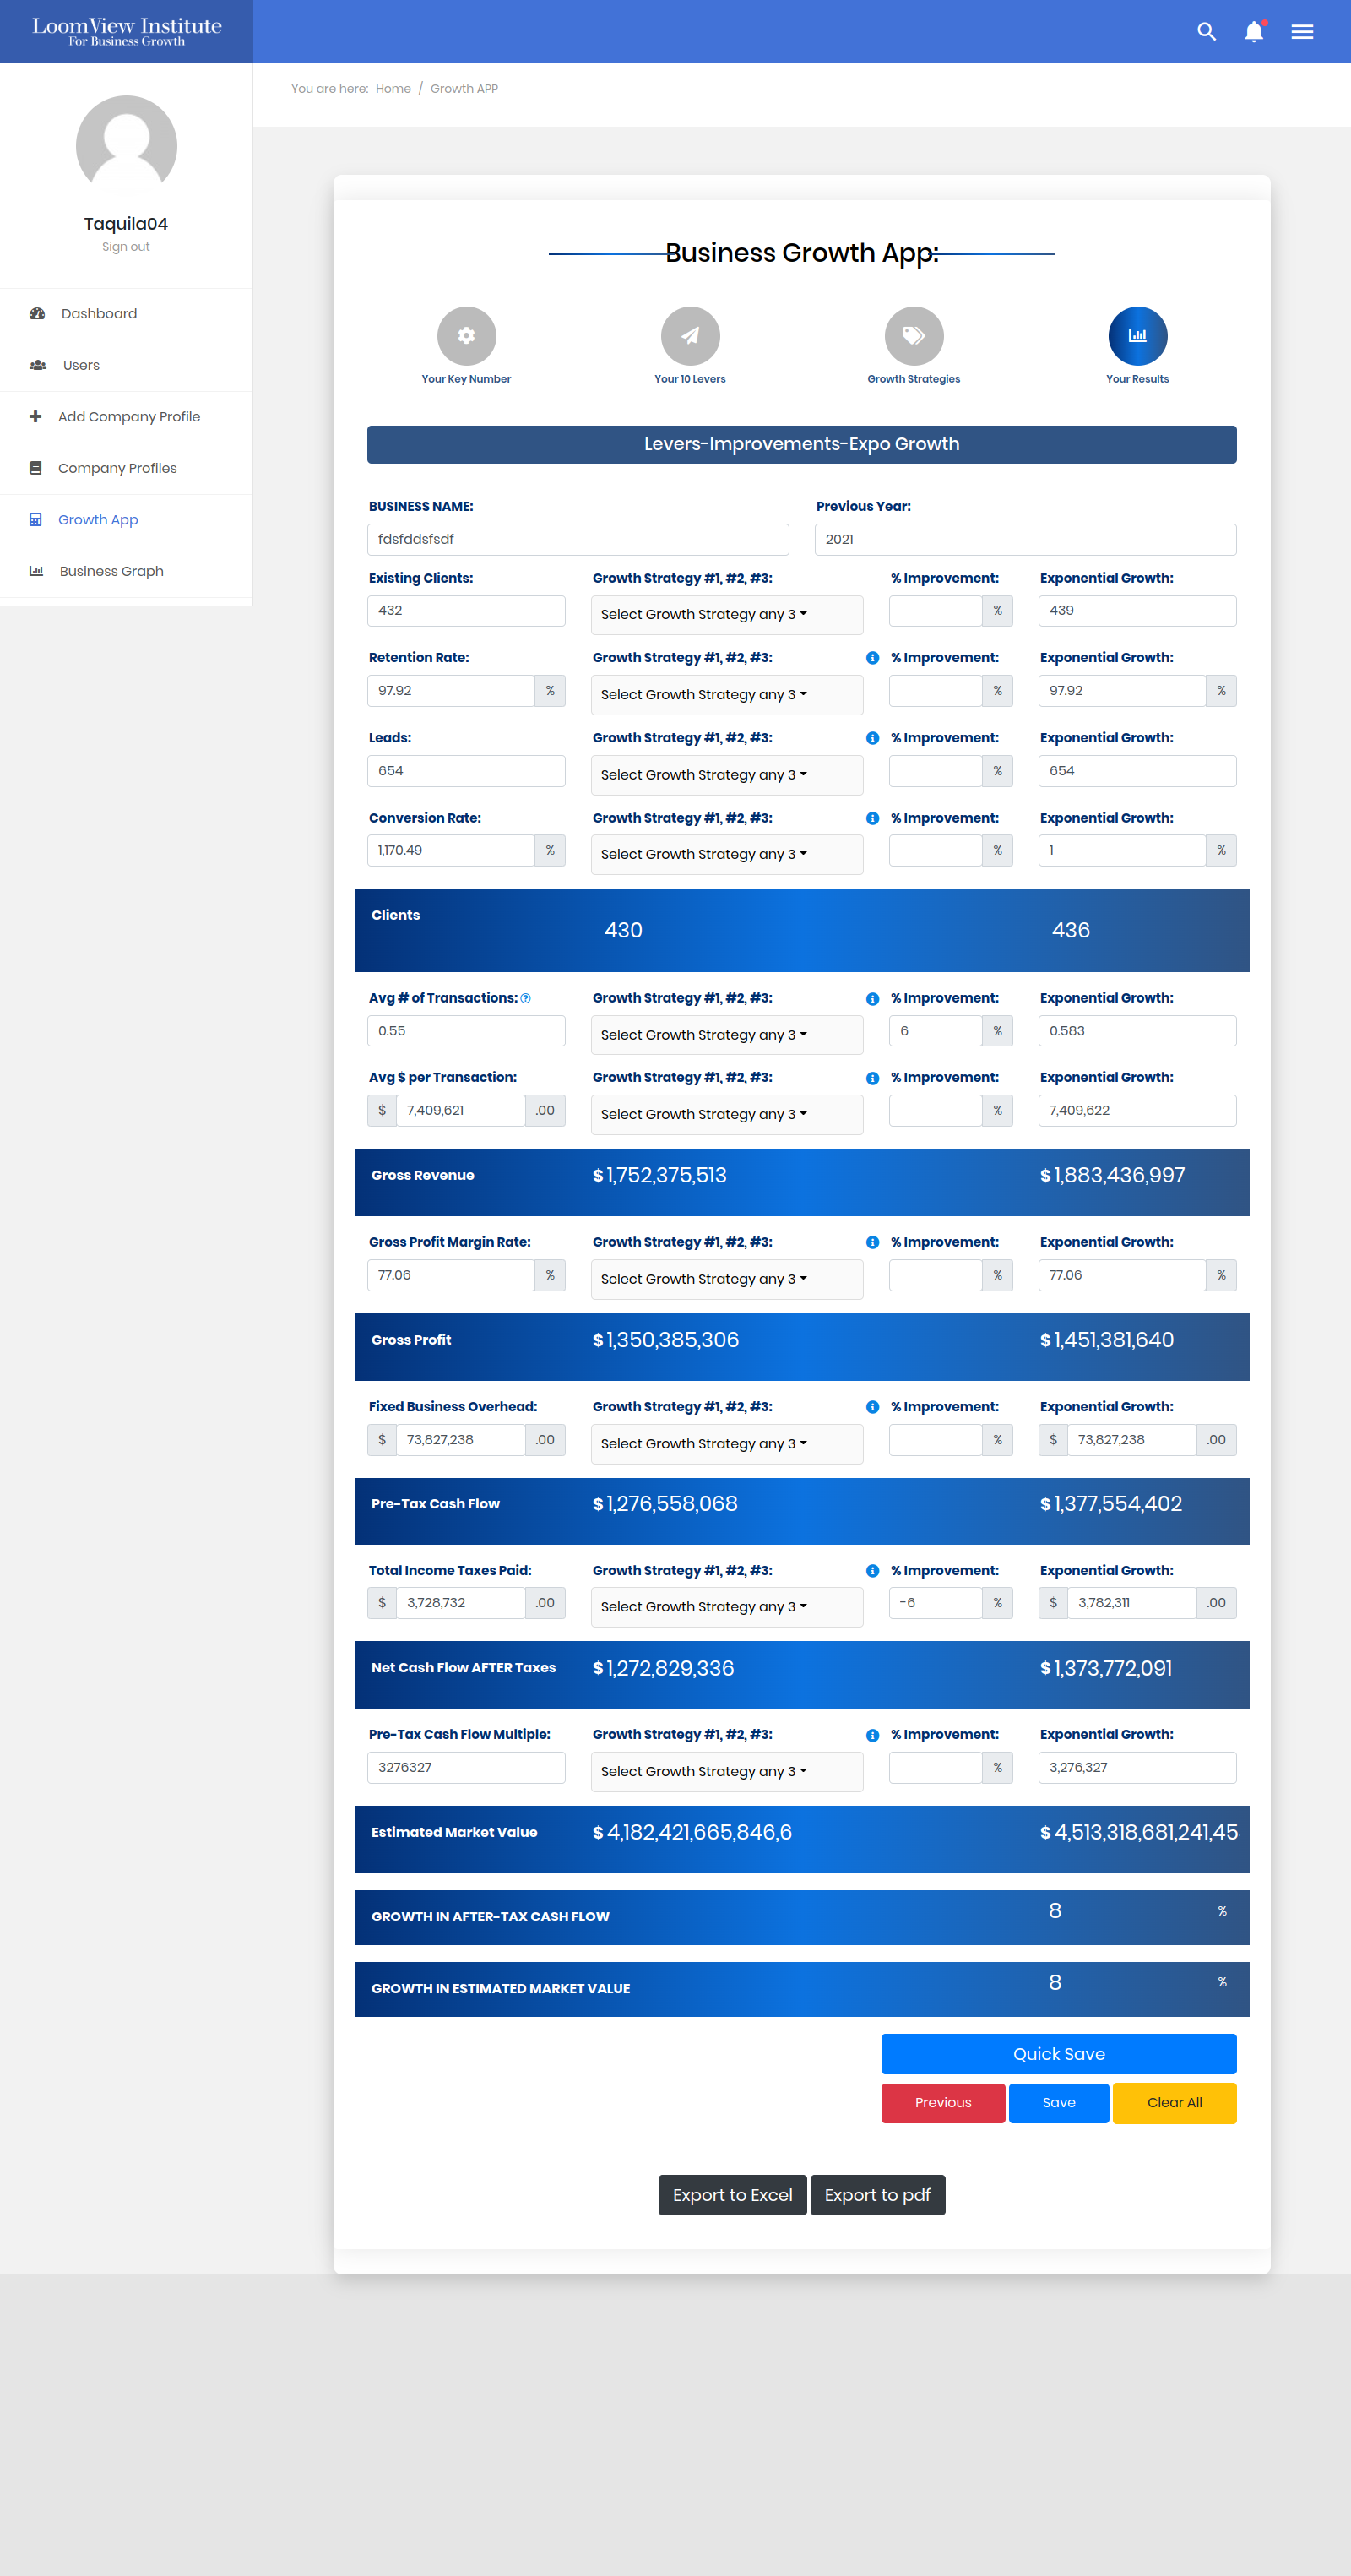 LoomView Institute
For Business Growth
You are here: Home / Growth APP
Taquila04
Sign out
Dashboard
Users
Add Company Profile
Company Profiles
Growth App
Business Graph
Business Growth App:
Your Key Number Your 10 Levers Growth Strategies Your Results
Levers-Improvements-Expo Growth
BUSINESS NAME: Previous Year:
fdsfddsfsdf 2021
Existing Clients: Growth Strategy #1, #2, #3: % Improvement: Exponential Growth:
432 Select Growth Strategy any 3 % 439
Retention Rate: Growth Strategy #1, #2, #3: % Improvement: Exponential Growth:
97.92 % Select Growth Strategy any 3 % 97.92 %
Leads: Growth Strategy #1, #2, #3: % Improvement: Exponential Growth:
654 Select Growth Strategy any 3 % 654
Conversion Rate: Growth Strategy #1, #2, #3: % Improvement: Exponential Growth:
1,170.49 % Select Growth Strategy any 3 % 1 %
Clients 430 436
Avg # of Transactions: Growth Strategy #1, #2, #3: % Improvement: Exponential Growth:
0.55 Select Growth Strategy any 3 6 % 0.583
Avg $ per Transaction: Growth Strategy #1, #2, #3: % Improvement: Exponential Growth:
$ 7,409,621 .00 Select Growth Strategy any 3 % 7,409,622
Gross Revenue $ 1,752,375,513 $ 1,883,436,997
Gross Profit Margin Rate: Growth Strategy #1, #2, #3: % Improvement: Exponential Growth:
77.06 % Select Growth Strategy any 3 % 77.06 %
Gross Profit $ 1,350,385,306 $ 1,451,381,640
Fixed Business Overhead: Growth Strategy #1, #2, #3: % Improvement: Exponential Growth:
$ 73,827,238 .00 Select Growth Strategy any 3 % $ 73,827,238 .00
Pre-Tax Cash Flow $ 1,276,558,068 $ 1,377,554,402
Total Income Taxes Paid: Growth Strategy #1, #2, #3: % Improvement: Exponential Growth:
$ 3,728,732 .00 Select Growth Strategy any 3 -6 % $ 3,782,311 .00
Net Cash Flow AFTER Taxes $ 1,272,829,336 $ 1,373,772,091
Pre-Tax Cash Flow Multiple: Growth Strategy #1, #2, #3: % Improvement: Exponential Growth:
3276327 Select Growth Strategy any 3 % 3,276,327
Estimated Market Value $ 4,182,421,665,846,6 $ 4,513,318,681,241,45
GROWTH IN AFTER-TAX CASH FLOW 8 %
GROWTH IN ESTIMATED MARKET VALUE 8 %
Quick Save
Previous Save Clear All
Export to Excel Export to pdf